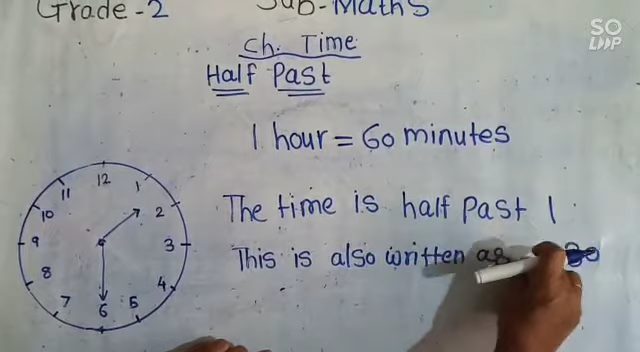 Grade-2 Sub-Maths
SO
LOOP
Ch. Time
Half Past
1 hour = 60 minutes
The time is half past 1
This is also written as
12
1
2
3
4
5
6
7
8
9
10
11